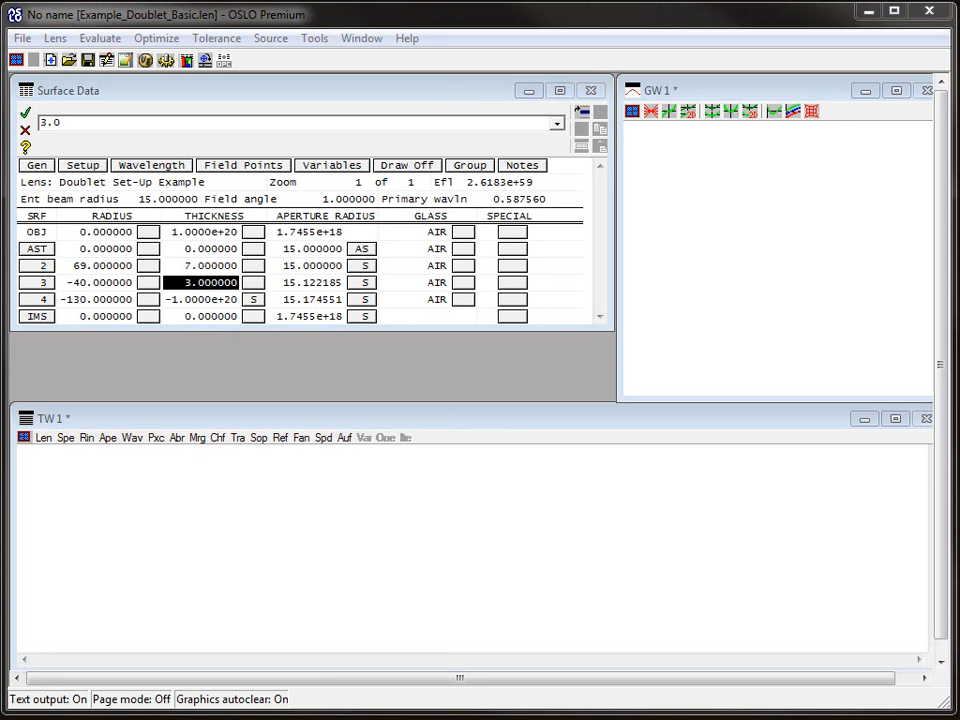 No name [Example_Doublet_Basic.len] - OSLO Premium
File Lens Evaluate Optimize Tolerance Source Tools Window Help
Surface Data
GW 1 *
3.0
Gen Setup Wavelength Field Points Variables Draw Off Group Notes
Lens: Doublet Set-Up Example Zoom 1 of 1 Efl 2.6183e+59
Ent beam radius 15.000000 Field angle 1.000000 Primary wavln 0.587560
SRF RADIUS THICKNESS APERTURE RADIUS GLASS SPECIAL
OBJ 0.000000 1.0000e+20 1.7455e+18 AIR
AST 0.000000 0.000000 15.000000 AS AIR
2 69.000000 7.000000 15.000000 S AIR
3 -40.000000 3.000000 15.122185 S AIR
4 -130.000000 -1.0000e+20 S 15.174551 S AIR
IMS 0.000000 0.000000 1.7455e+18 S
TW 1 *
Len Spe Rin Ape Wav Pxc Abr Mrg Chf Tra Sop Ref Fan Spd Auf Var Ope Ite
Text output: On Page mode: Off Graphics autoclear: On